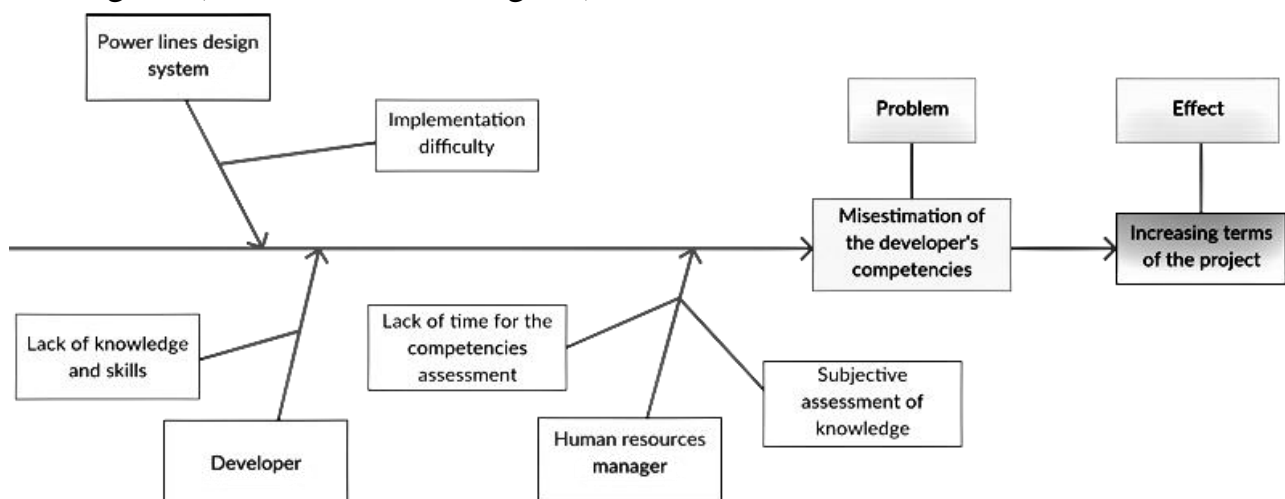 Power lines design
system
Implementation
difficulty
Problem
Effect
Misestimation of
the developer's
competencies
Increasing terms
of the project
Lack of knowledge
and skills
Lack of time for the
competencies
assessment
Subjective
assessment of
knowledge
Developer
Human resources
manager